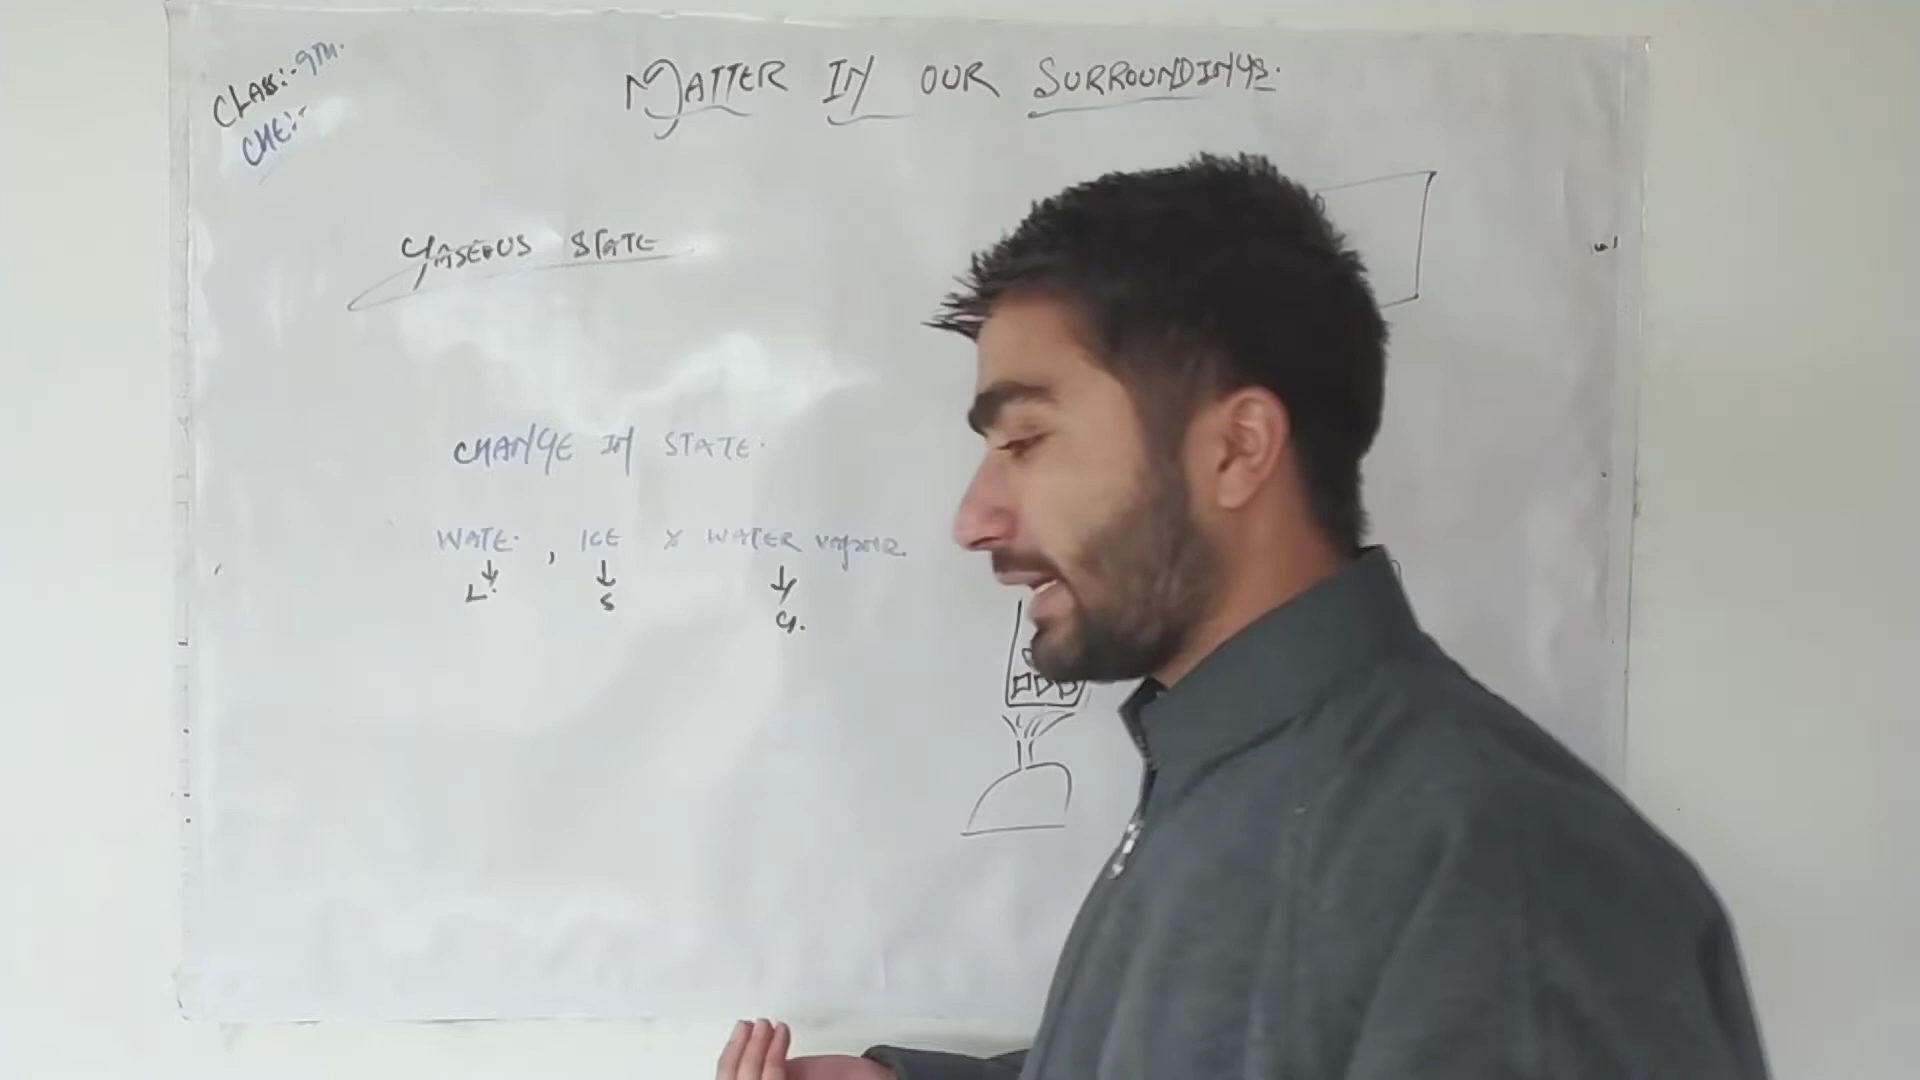 CLASS:- 9TH.
CHE:-
MATTER IN OUR SURROUNDINGS.
GASEOUS STATE
CHANGE IN STATE.
WATE. , ICE & WATER vapour.
L. S G.